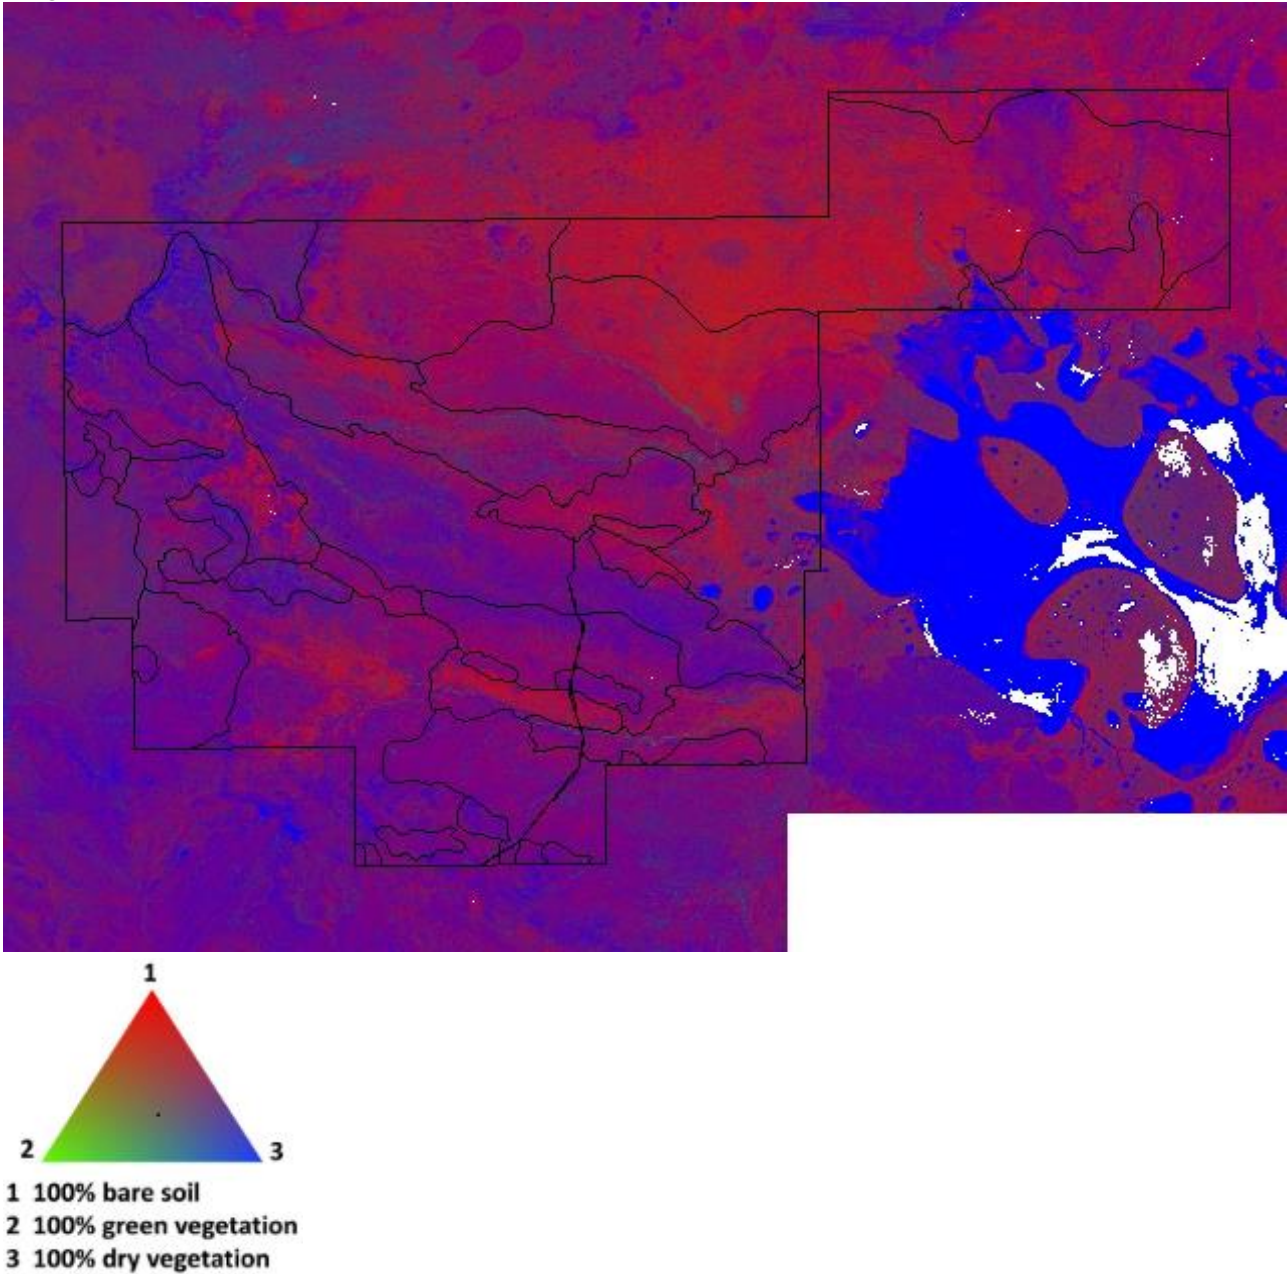 1
2
3
1 100% bare soil
2 100% green vegetation
3 100% dry vegetation